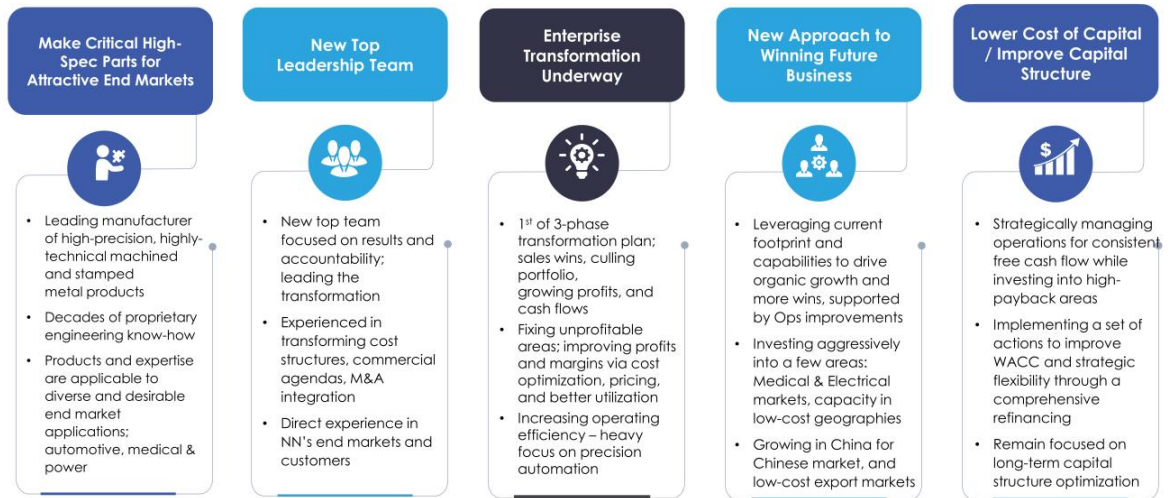 Make Critical High-
Spec Parts for
Attractive End Markets
• Leading manufacturer
of high-precision, highly-
technical machined
and stamped
metal products
• Decades of proprietary
engineering know-how
• Products and expertise
are applicable to
diverse and desirable
end market
applications;
automotive, medical &
power
New Top
Leadership Team
• New top team
focused on results and
accountability;
leading the
transformation
• Experienced in
transforming cost
structures, commercial
agendas, M&A
integration
• Direct experience in
NN's end markets and
customers
Enterprise
Transformation
Underway
• 1st of 3-phase
transformation plan;
sales wins, culling
portfolio,
growing profits, and
cash flows
• Fixing unprofitable
areas; improving profits
and margins via cost
optimization, pricing,
and better utilization
• Increasing operating
efficiency – heavy
focus on precision
automation
New Approach to
Winning Future
Business
• Leveraging current
footprint and
capabilities to drive
organic growth and
more wins, supported
by Ops improvements
• Investing aggressively
into a few areas:
Medical & Electrical
markets, capacity in
low-cost geographies
• Growing in China for
Chinese market, and
low-cost export markets
Lower Cost of Capital
/ Improve Capital
Structure
$
• Strategically managing
operations for consistent
free cash flow while
investing into high-
payback areas
• Implementing a set of
actions to improve
WACC and strategic
flexibility through a
comprehensive
refinancing
• Remain focused on
long-term capital
structure optimization